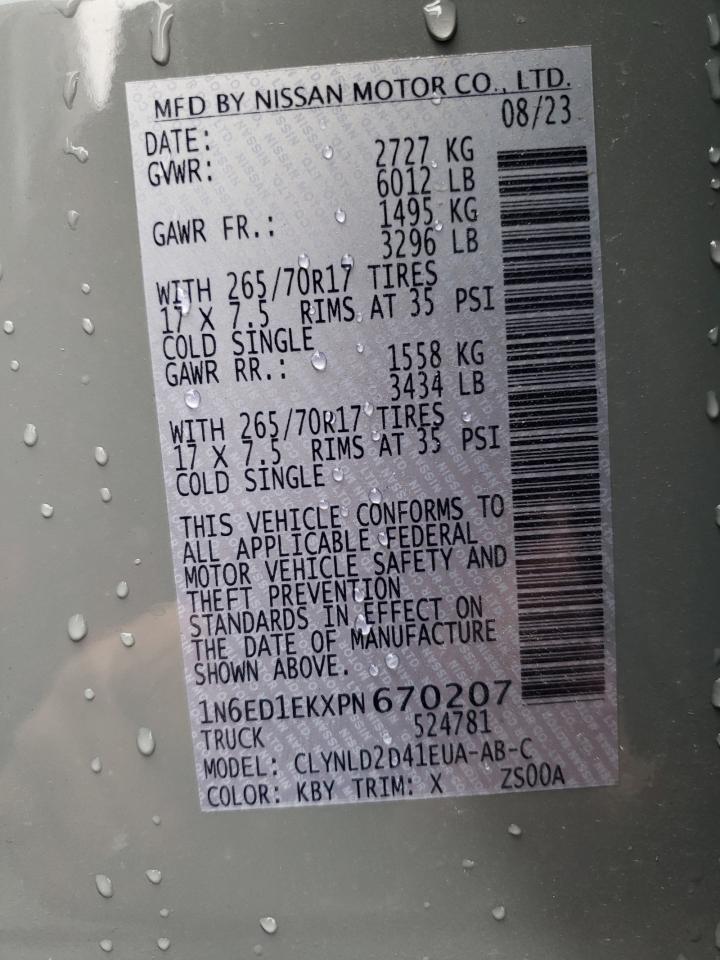 MFD BY NISSAN MOTOR CO., LTD.
DATE: 08/23
GVWR: 2727 KG
6012 LB
GAWR FR.: 1495 KG
3296 LB
WITH 265/70R17 TIRES
17 X 7.5 RIMS AT 35 PSI
COLD SINGLE
GAWR RR.: 1558 KG
3434 LB
WITH 265/70R17 TIRES
17 X 7.5 RIMS AT 35 PSI
COLD SINGLE
THIS VEHICLE CONFORMS TO
ALL APPLICABLE FEDERAL
MOTOR VEHICLE SAFETY AND
THEFT PREVENTION
STANDARDS IN EFFECT ON
THE DATE OF MANUFACTURE
SHOWN ABOVE.
1N6ED1EKXPN670207
TRUCK 524781
MODEL: CLYNLD2D41EUA-AB-C
COLOR: KBY TRIM: X ZS00A